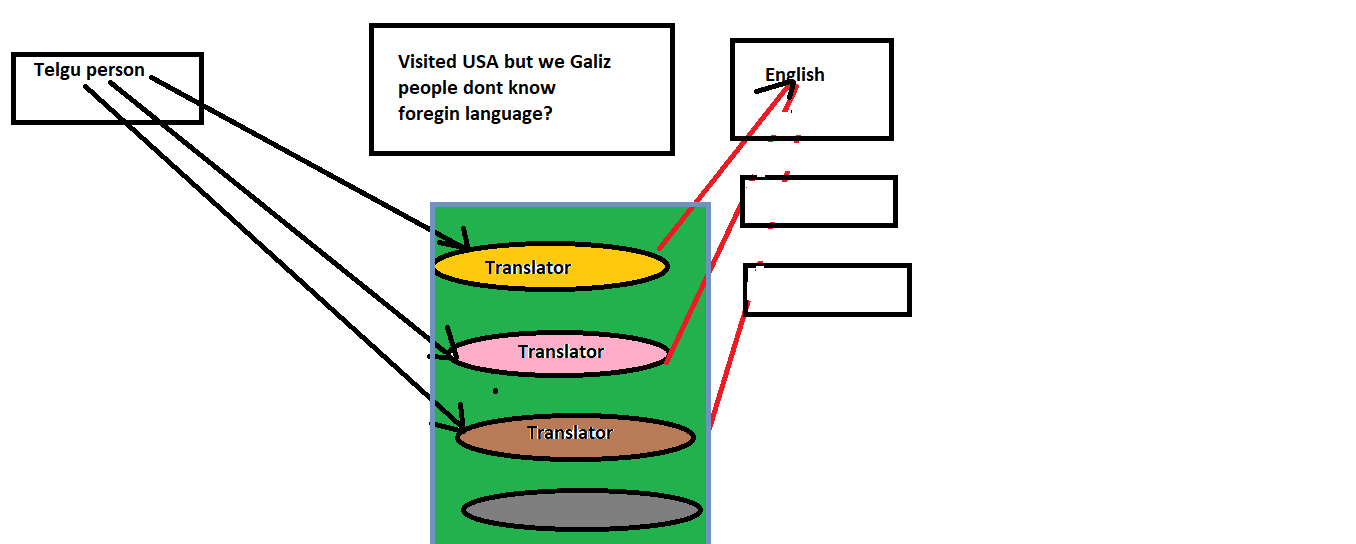 Telgu person
Visited USA but we Galiz
people dont know
foregin language?
English
Translator
Translator
Translator